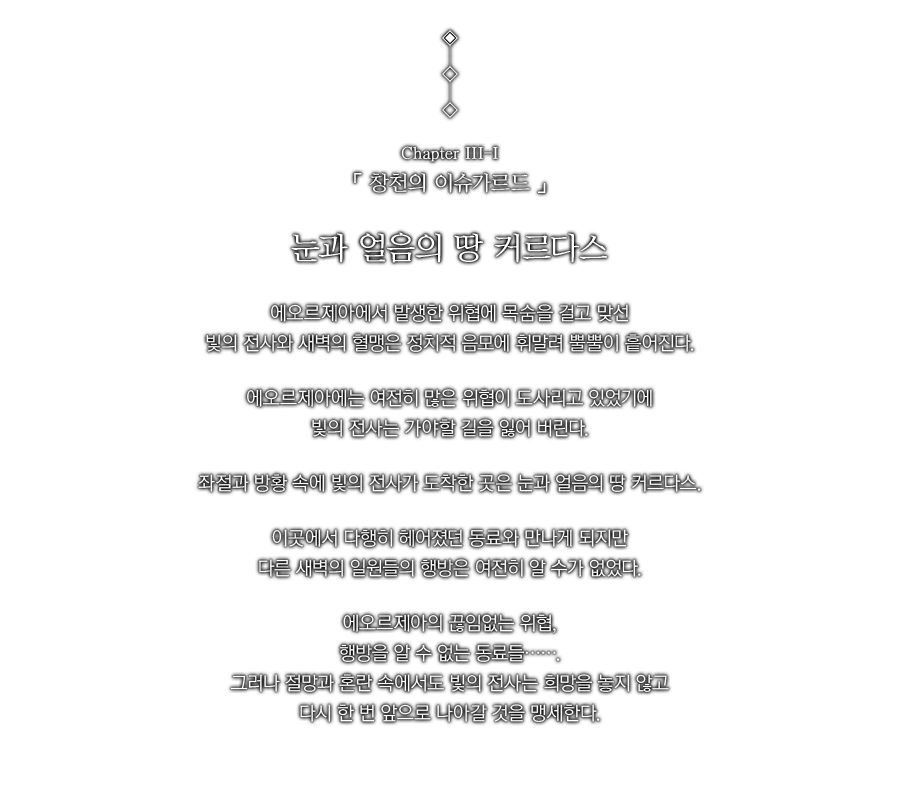 Chapter III-I
「 창천의 이슈가르드 」
눈과 얼음의 땅 커르다스
에오르제아에서 발생한 위협에 목숨을 걸고 맞선
빛의 전사와 새벽의 혈맹은 정치적 음모에 휘말려 뿔뿔이 흩어진다.
에오르제아에는 여전히 많은 위협이 도사리고 있었기에
빛의 전사는 가야할 길을 잃어 버린다.
좌절과 방황 속에 빛의 전사가 도착한 곳은 눈과 얼음의 땅 커르다스.
이곳에서 다행히 헤어졌던 동료와 만나게 되지만
다른 새벽의 일원들의 행방은 여전히 알 수가 없었다.
에오르제아의 끊임없는 위협,
행방을 알 수 없는 동료들…….
그러나 절망과 혼란 속에서도 빛의 전사는 희망을 놓지 않고
다시 한 번 앞으로 나아갈 것을 맹세한다.